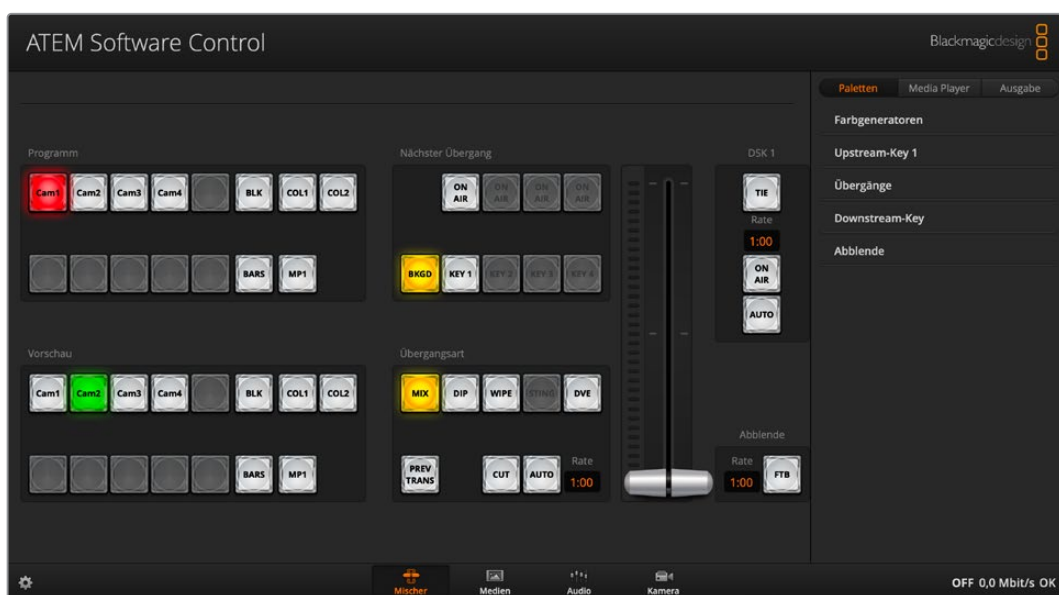 ATEM Software Control
Blackmagicdesign
Paletten Media Player Ausgabe
Farbgeneratoren
Upstream-Key 1
Übergänge
Downstream-Key
Abblende
Programm
Cam1 Cam2 Cam3 Cam4 BLK COL1 COL2
BARS MP1
Nächster Übergang
ON AIR ON AIR ON AIR ON AIR
BKGD KEY 1 KEY 2 KEY 3 KEY 4
DSK 1
TIE
Rate
1:00
ON AIR
AUTO
Vorschau
Cam1 Cam2 Cam3 Cam4 BLK COL1 COL2
BARS MP1
Übergangsart
MIX DIP WIPE STING DVE
PREV TRANS CUT AUTO
Rate
1:00
Abblende
Rate
1:00 FTB
Mischer Medien Audio Kamera
OFF 0,0 Mbit/s OK